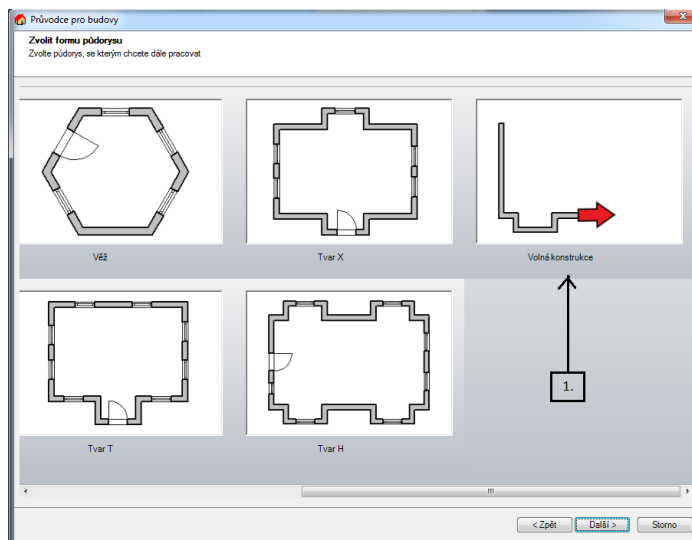 Průvodce pro budovy
Zvolit formu půdorysu
Zvolte půdorys, se kterým chcete dále pracovat
Věž
Tvar X
Volná konstrukce
1.
Tvar T
Tvar H
< Zpět
Další >
Storno